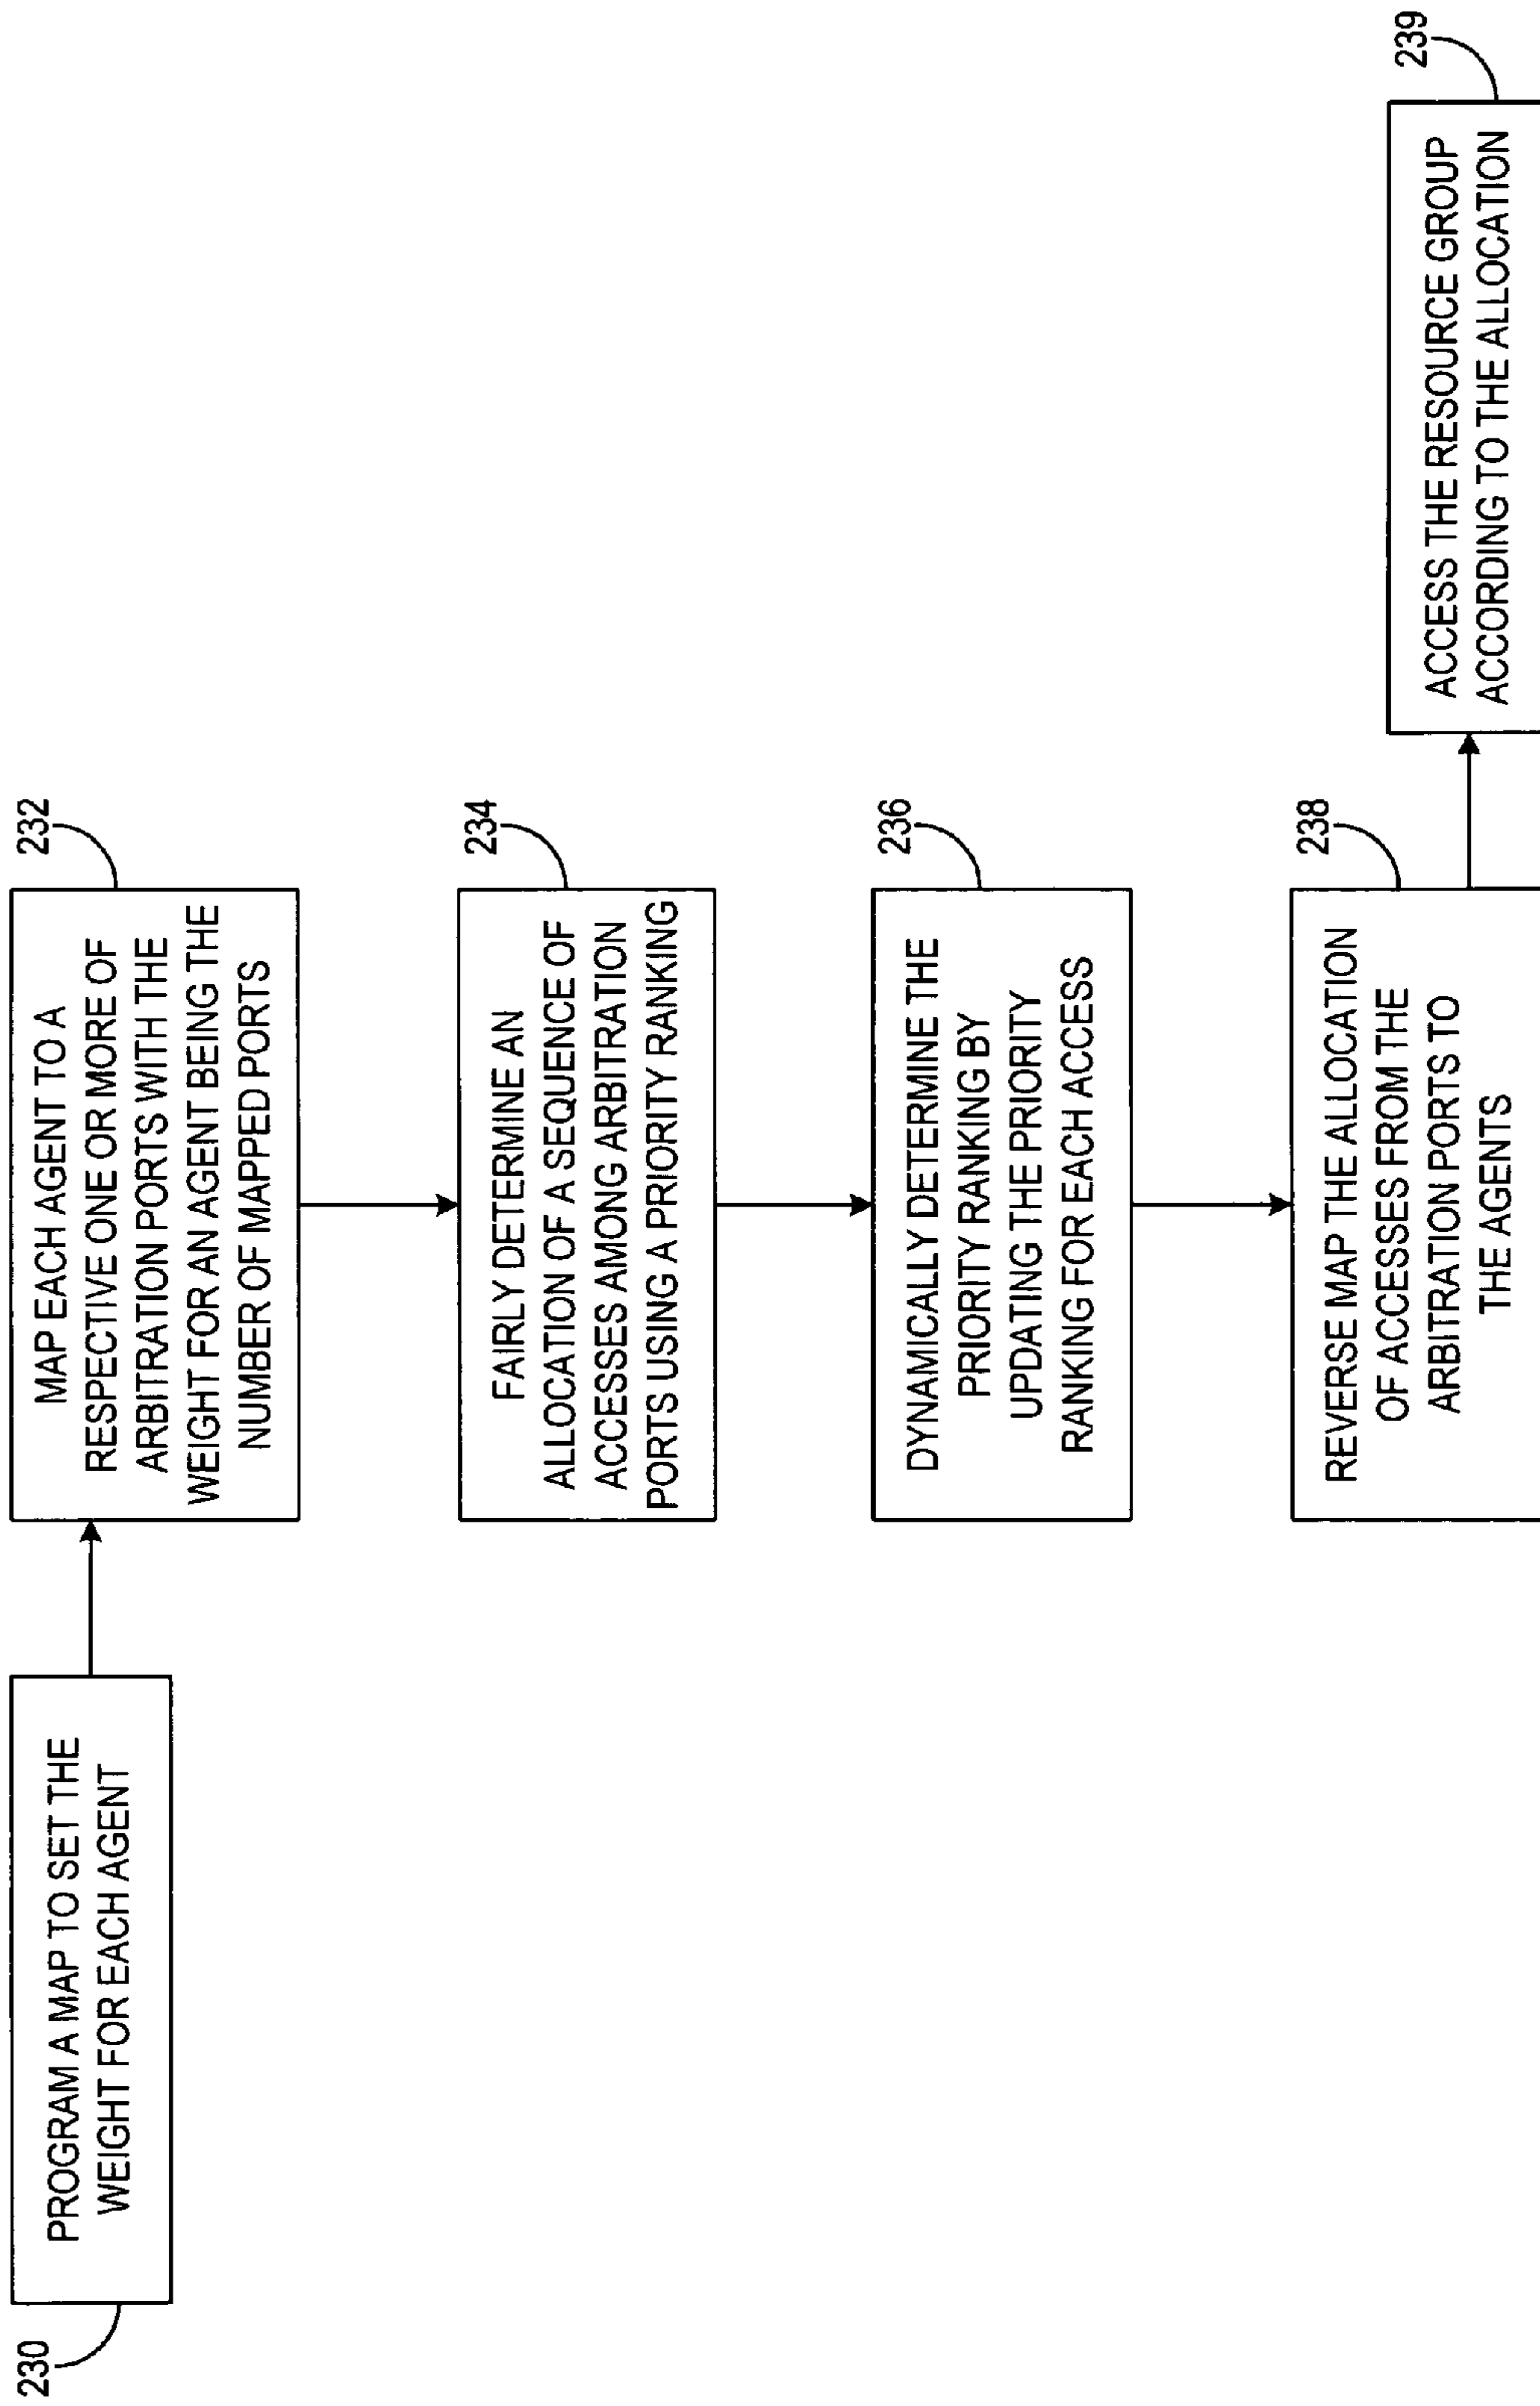 230
PROGRAM A MAP TO SET THE
WEIGHT FOR EACH AGENT
232
MAP EACH AGENT TO A
RESPECTIVE ONE OR MORE OF
ARBITRATION PORTS WITH THE
WEIGHT FOR AN AGENT BEING THE
NUMBER OF MAPPED PORTS
234
FAIRLY DETERMINE AN
ALLOCATION OF A SEQUENCE OF
ACCESSES AMONG ARBITRATION
PORTS USING A PRIORITY RANKING
236
DYNAMICALLY DETERMINE THE
PRIORITY RANKING BY
UPDATING THE PRIORITY
RANKING FOR EACH ACCESS
238
REVERSE MAP THE ALLOCATION
OF ACCESSES FROM THE
ARBITRATION PORTS TO
THE AGENTS
239
ACCESS THE RESOURCE GROUP
ACCORDING TO THE ALLOCATION